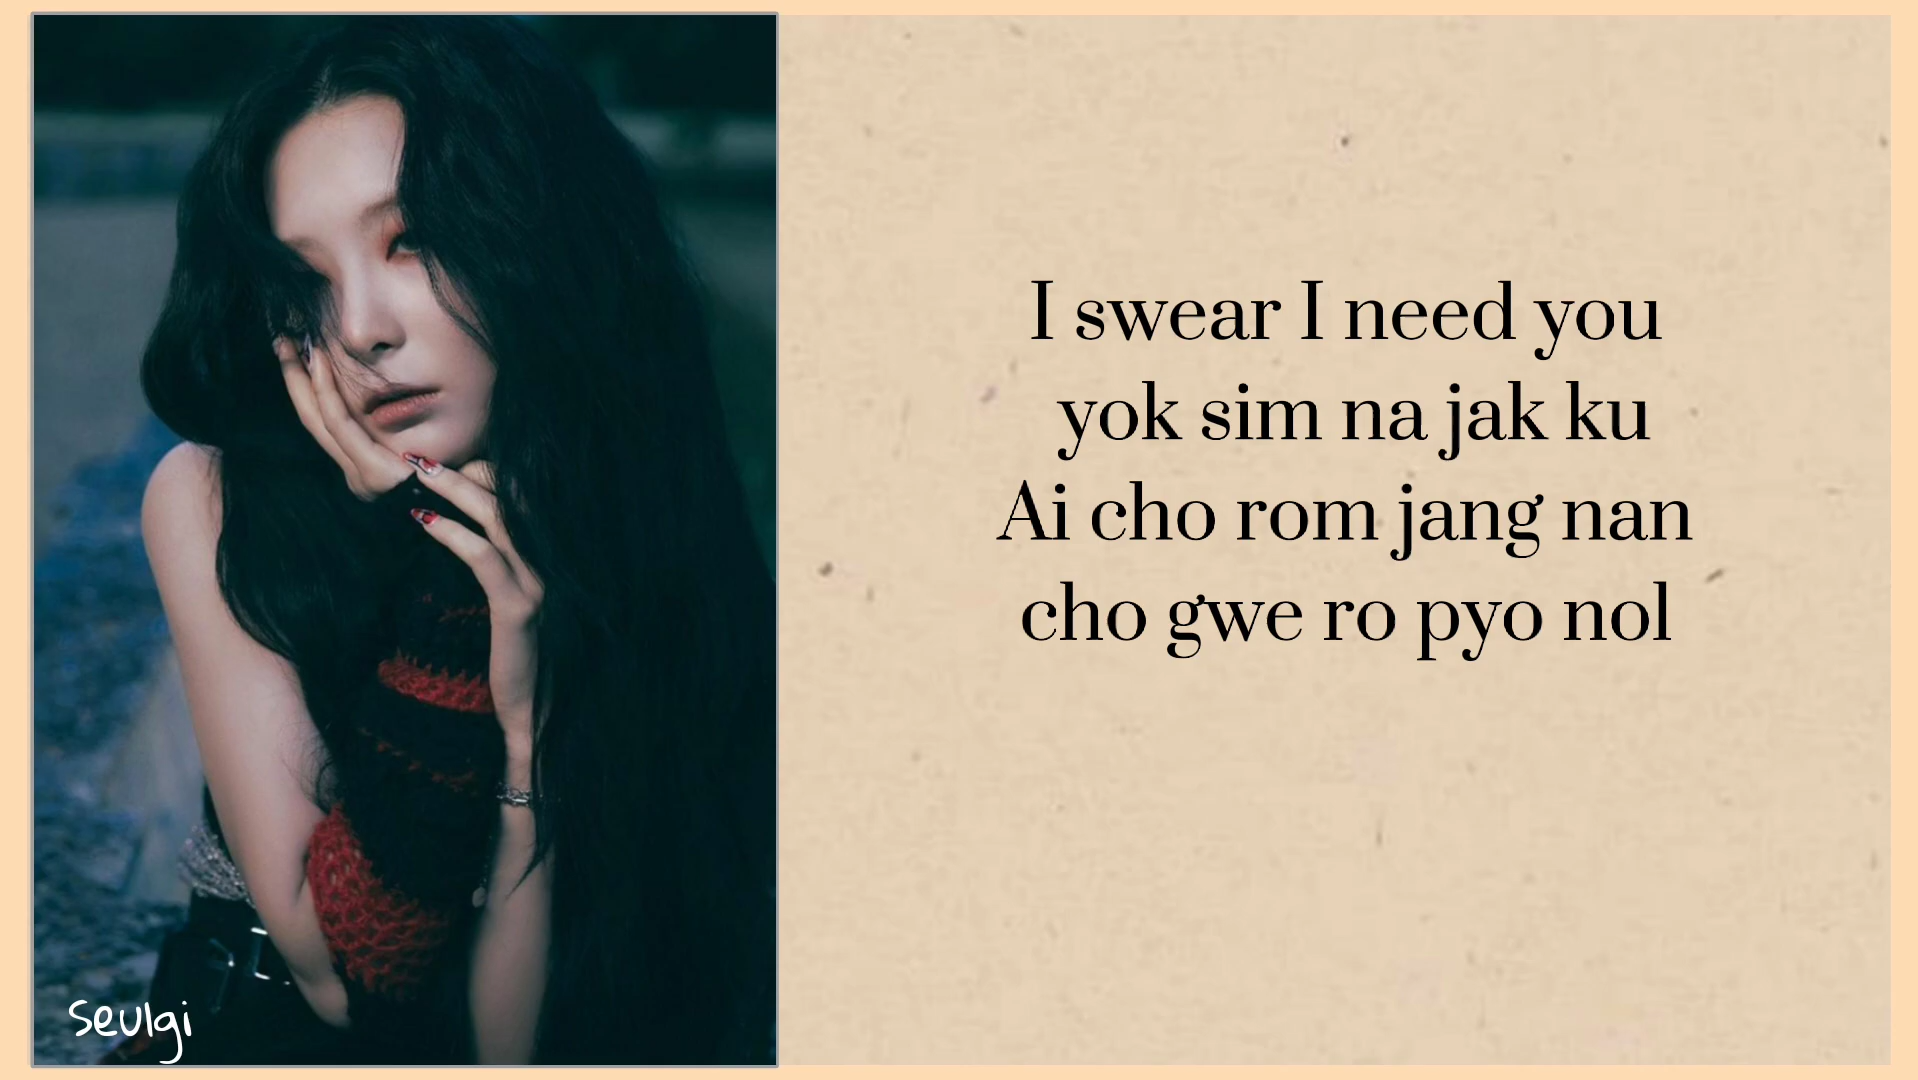 I swear I need you
yok sim na jak ku
Ai cho rom jang nan
cho gwe ro pyo nol
Seulgi